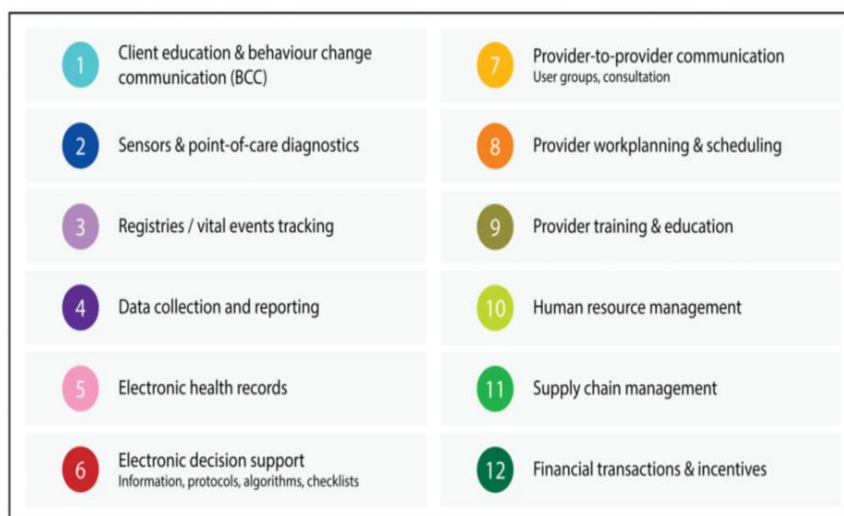 1
Client education & behaviour change
communication (BCC)
2
Sensors & point-of-care diagnostics
3
Registries / vital events tracking
4
Data collection and reporting
5
Electronic health records
6
Electronic decision support
Information, protocols, algorithms, checklists
7
Provider-to-provider communication
User groups, consultation
8
Provider workplanning & scheduling
9
Provider training & education
10
Human resource management
11
Supply chain management
12
Financial transactions & incentives